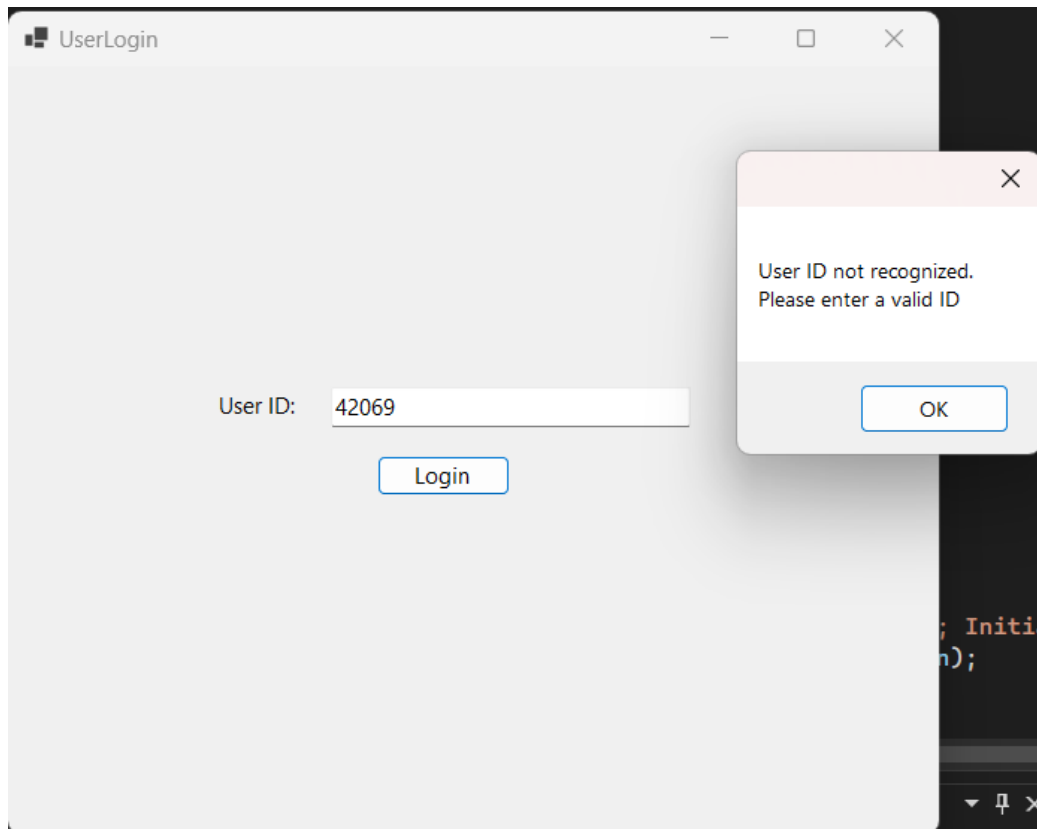 UserLogin
User ID not recognized.
Please enter a valid ID
OK
User ID:
42069
Login
; Initi
);